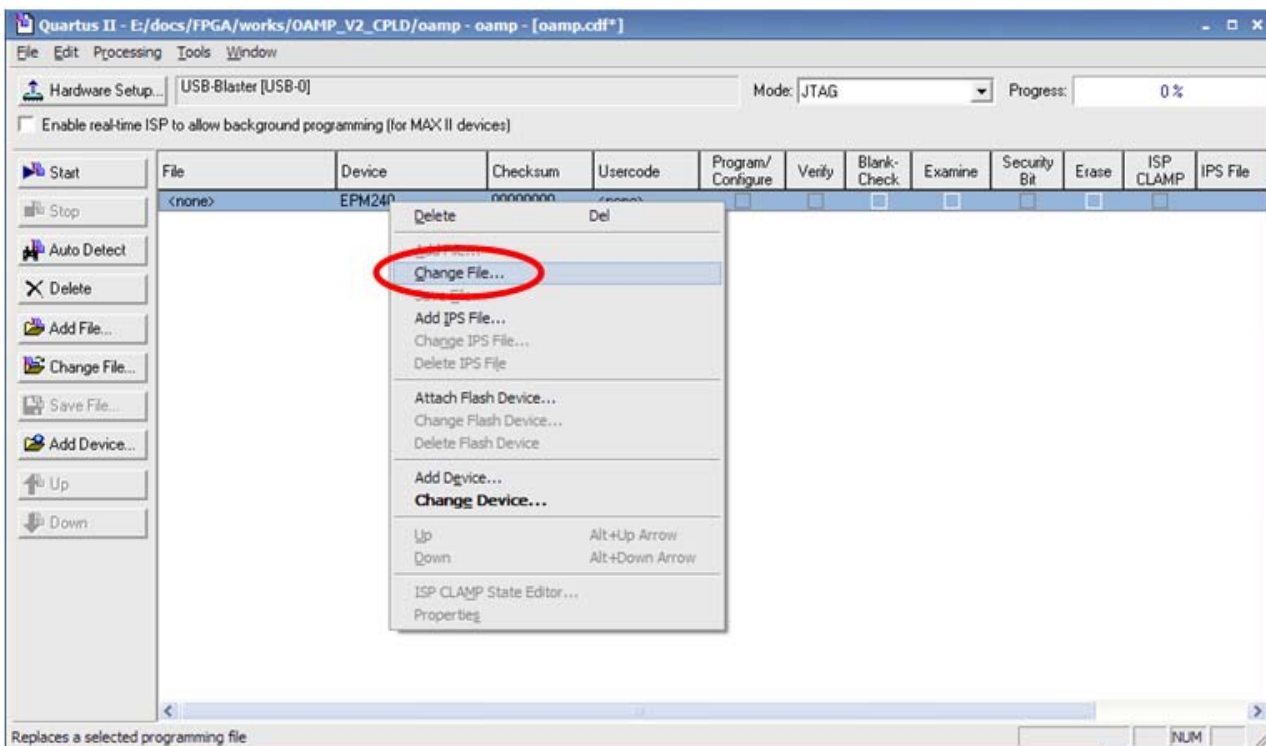 Quartus II - E:/docs/FPGA/works/OAMP_V2_CPLD/oamp - oamp - [oamp.cdf*]
File Edit Processing Tools Window
Hardware Setup... USB-Blaster [USB-0] Mode: JTAG Progress: 0 %
Enable real-time ISP to allow background programming (for MAX II devices)
Start
Stop
Auto Detect
Delete
Add File...
Change File...
Save File...
Add Device...
Up
Down
File Device Checksum Usercode Program/ Configure Verify Blank- Check Examine Security Bit Erase ISP CLAMP IPS File
<none> EPM240 00000000 <none>
Delete Del
Add File...
Change File...
Save File...
Add IPS File...
Change IPS File...
Delete IPS File
Attach Flash Device...
Change Flash Device...
Delete Flash Device
Add Device...
Change Device...
Up Alt+Up Arrow
Down Alt+Down Arrow
ISP CLAMP State Editor...
Properties
Replaces a selected programming file NUM